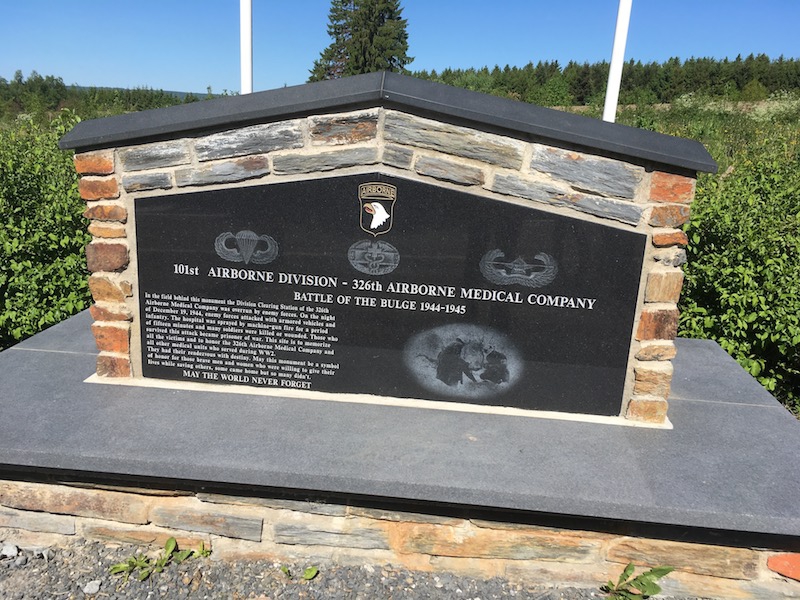 AIRBORNE
101st AIRBORNE DIVISION - 326th AIRBORNE MEDICAL COMPANY
BATTLE OF THE BULGE 1944-1945
In the field behind this monument the Division Clearing Station of the 326th
Airborne Medical Company was overrun by enemy forces. On the night
of December 19, 1944, enemy forces attacked with armored vehicles and
infantry. The hospital was sprayed by machine-gun fire for a period
of fifteen minutes and many soldiers were killed or wounded. Those who
survived this attack became prisoner of war. This site is to memorize
all the victims and to honor the 326th Airborne Medical Company and
all other medical units who served during WW2.
They had their rendezvous with destiny. May this monument be a symbol
of honor for those brave men and women who were willing to give their
lives while saving others, some came home but so many didn't.
MAY THE WORLD NEVER FORGET